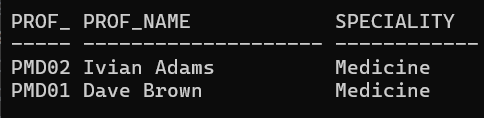 PROF_ PROF_NAME            SPECIALITY
----- -------------------- ------------
PMD02 Ivian Adams          Medicine
PMD01 Dave Brown           Medicine